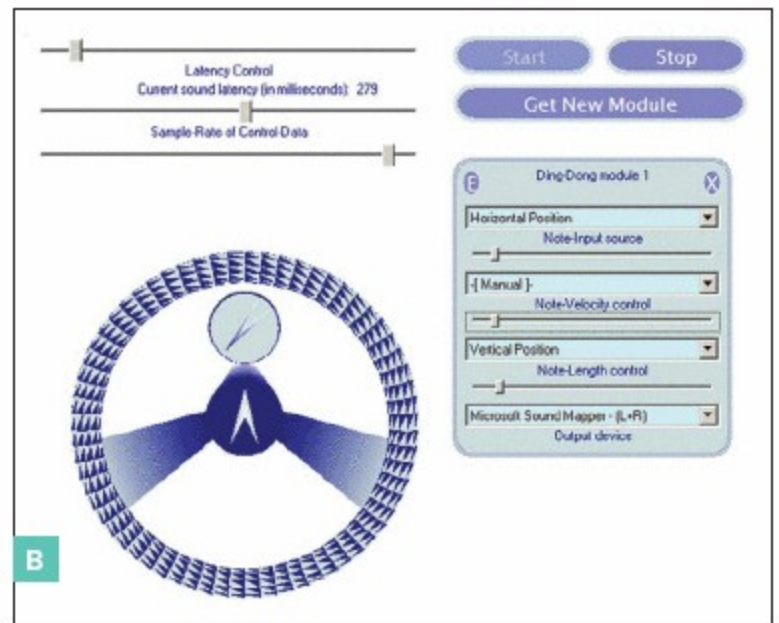 Latency Control
Current sound latency (in milliseconds): 279
Sample-Rate of Control-Data
Start
Stop
Get New Module
E
Ding-Dong module 1
X
Horizontal Position
Note-Input source
-[ Manual ]-
Note-Velocity control
Vertical Position
Note-Length control
Microsoft Sound Mapper - (L+R)
Output device
B